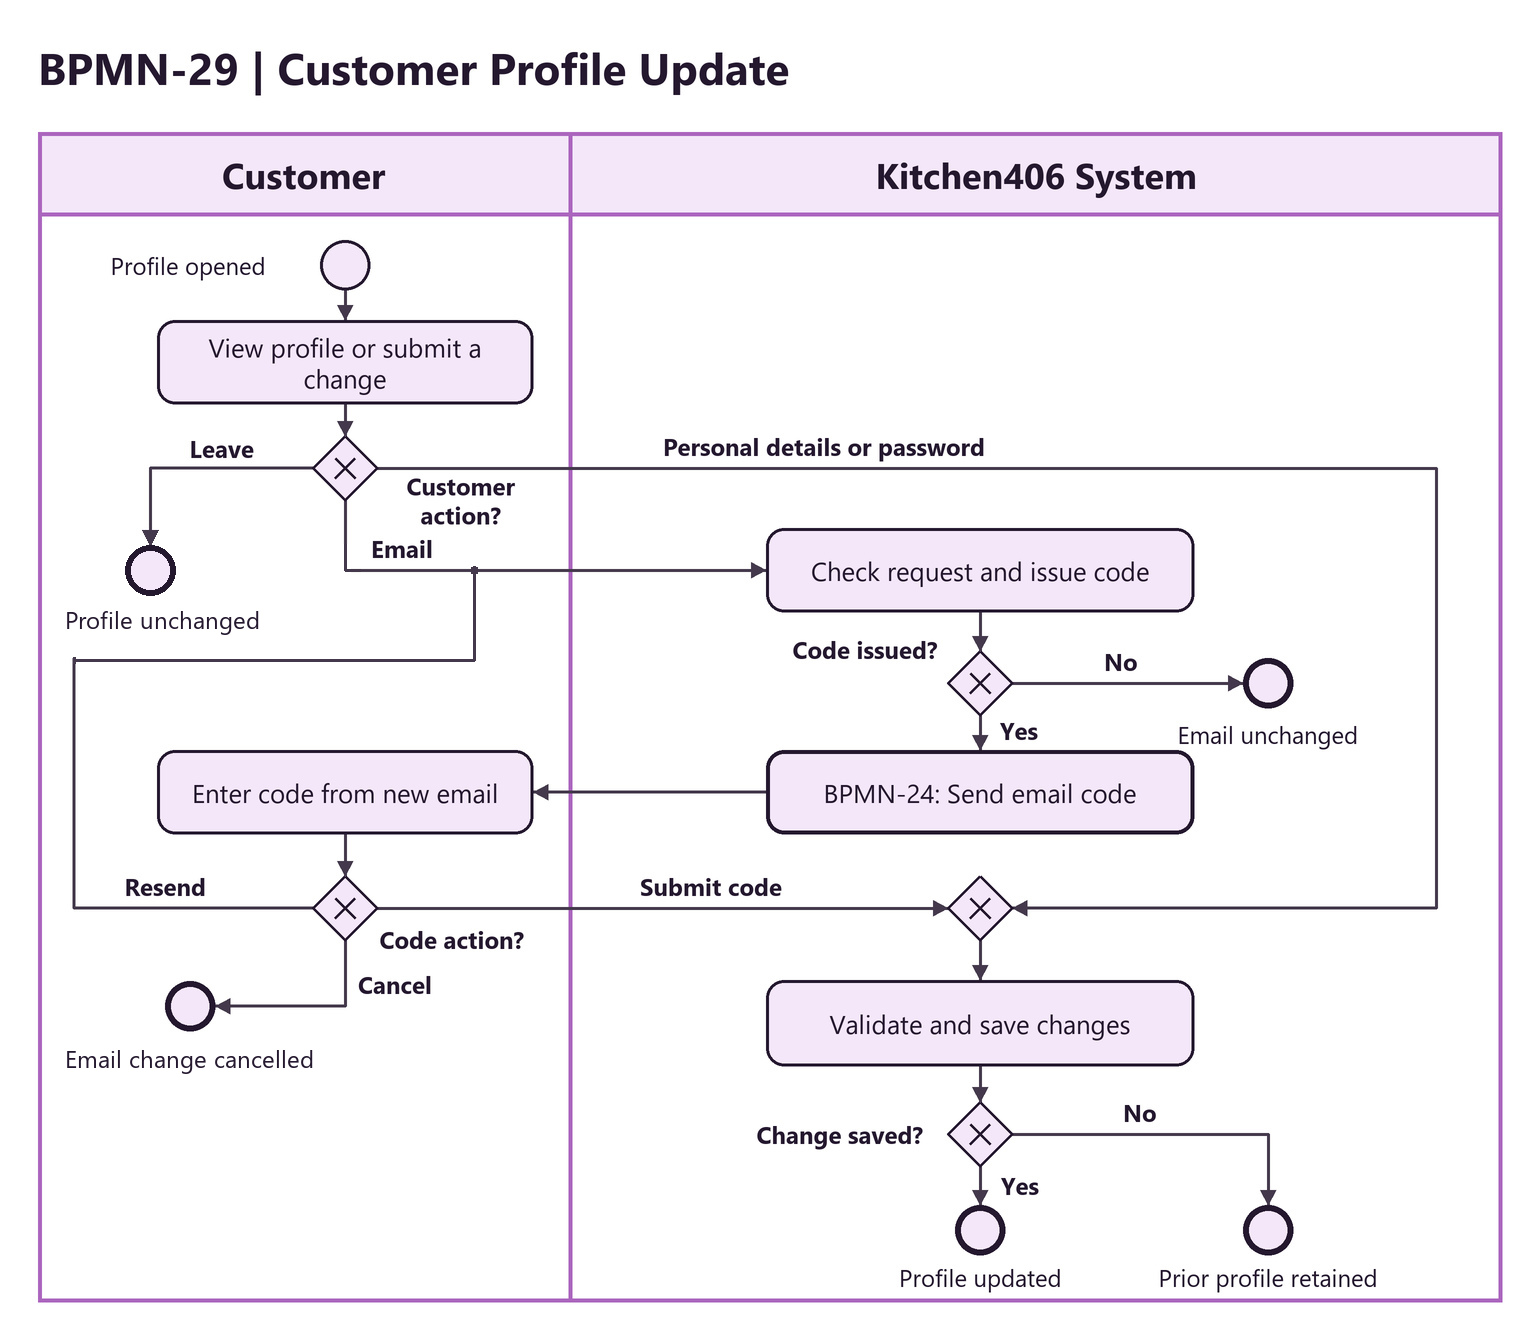 BPMN-29 | Customer Profile Update
Customer
Kitchen406 System
Profile opened
View profile or submit a
change
Leave
Personal details or password
Customer
action?
Email
Check request and issue code
Profile unchanged
Code issued?
No
Yes
Email unchanged
Enter code from new email
BPMN-24: Send email code
Resend
Submit code
Code action?
Cancel
Validate and save changes
Email change cancelled
No
Change saved?
Yes
Profile updated
Prior profile retained